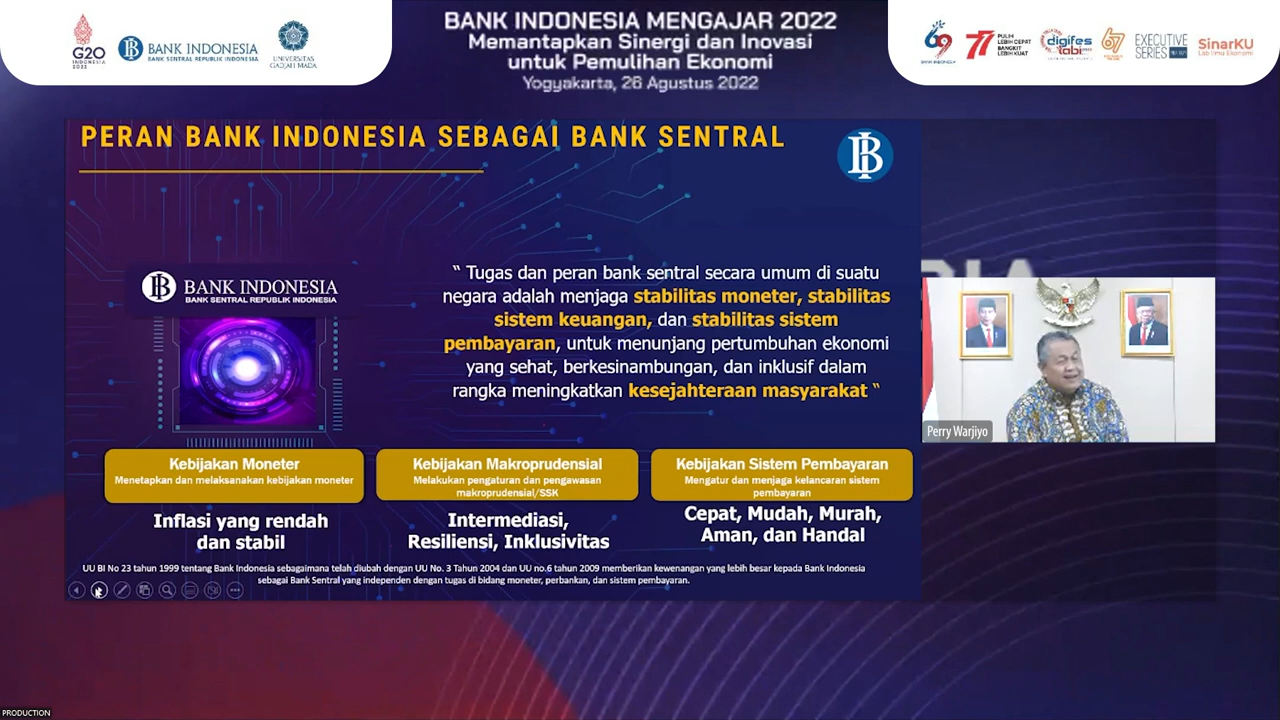 G20
INDONESIA
2022
BANK INDONESIA
BANK SENTRAL REPUBLIK INDONESIA
UNIVERSITAS
GADJAH MADA
BANK INDONESIA MENGAJAR 2022
Memantapkan Sinergi dan Inovasi
untuk Pemulihan Ekonomi
Yogyakarta, 26 Agustus 2022
69
BANK INDONESIA
77
PULIH
LEBIH CEPAT
BANGKIT
LEBIH KUAT
digifes
tabi
67
EXECUTIVE
SERIES
SinarKU
Lab Ilmu Ekonomi
PERAN BANK INDONESIA SEBAGAI BANK SENTRAL
BANK INDONESIA
BANK SENTRAL REPUBLIK INDONESIA
“ Tugas dan peran bank sentral secara umum di suatu
negara adalah menjaga stabilitas moneter, stabilitas
sistem keuangan, dan stabilitas sistem
pembayaran, untuk menunjang pertumbuhan ekonomi
yang sehat, berkesinambungan, dan inklusif dalam
rangka meningkatkan kesejahteraan masyarakat “
Kebijakan Moneter
Menetapkan dan melaksanakan kebijakan moneter
Inflasi yang rendah
dan stabil
Kebijakan Makroprudensial
Melakukan pengaturan dan pengawasan
makroprudensial/SSK
Intermediasi,
Resiliensi, Inklusivitas
Kebijakan Sistem Pembayaran
Mengatur dan menjaga kelancaran sistem
pembayaran
Cepat, Mudah, Murah,
Aman, dan Handal
UU BI No 23 tahun 1999 tentang Bank Indonesia sebagaimana telah diubah dengan UU No. 3 Tahun 2004 dan UU no.6 tahun 2009 memberikan kewenangan yang lebih besar kepada Bank Indonesia
sebagai Bank Sentral yang independen dengan tugas di bidang moneter, perbankan, dan sistem pembayaran.
Perry Warjiyo
PRODUCTION